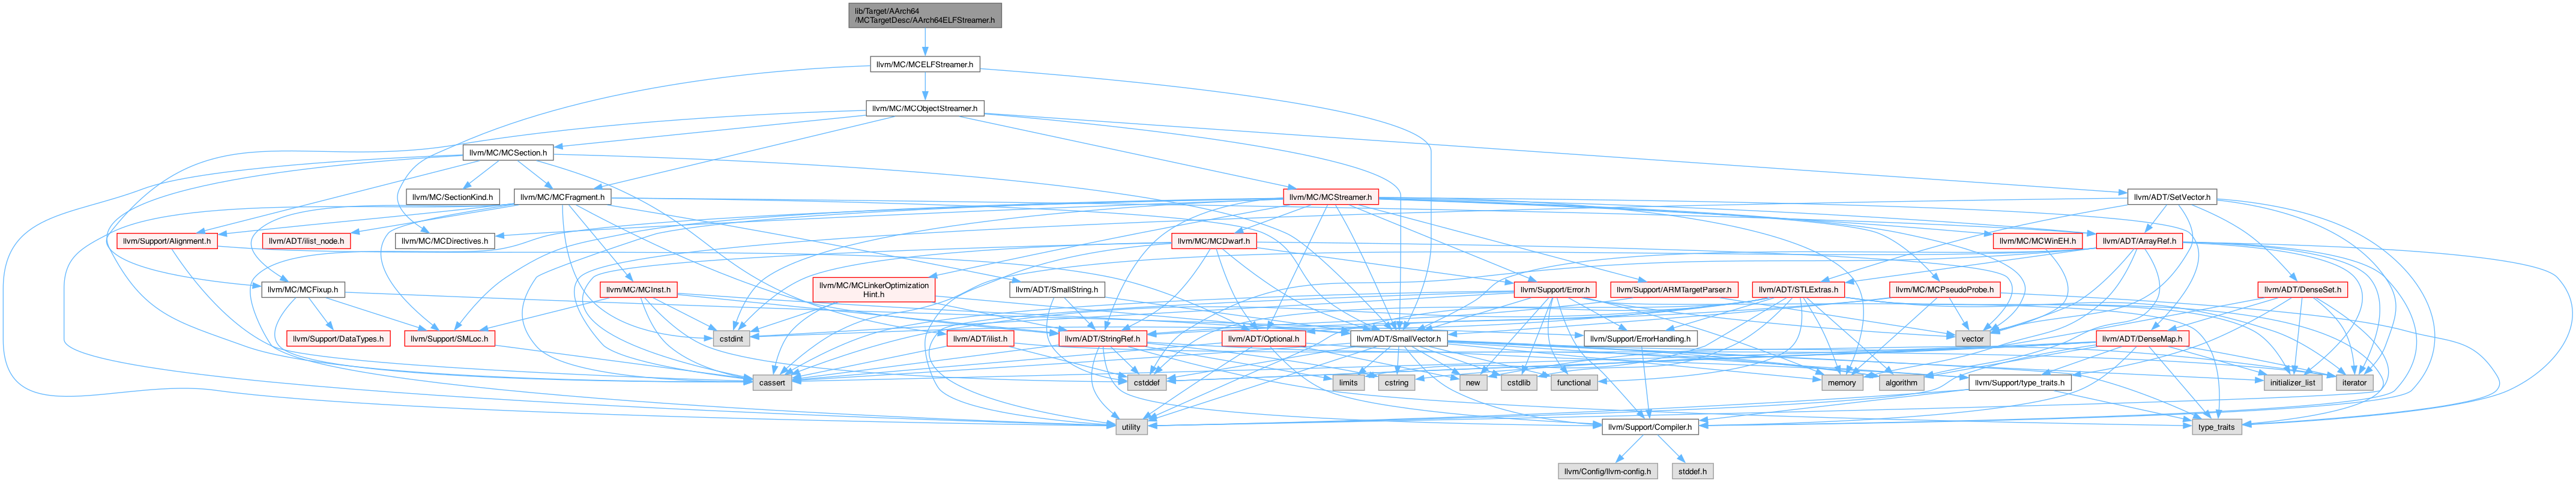 lib/Target/AArch64
/MCTargetDesc/AArch64ELFStreamer.h
llvm/MC/MCELFStreamer.h
llvm/MC/MCObjectStreamer.h
llvm/MC/MCSection.h
llvm/MC/SectionKind.h
llvm/MC/MCFragment.h
llvm/MC/MCStreamer.h
llvm/ADT/SetVector.h
llvm/Support/Alignment.h
llvm/ADT/ilist_node.h
llvm/MC/MCDirectives.h
llvm/MC/MCDwarf.h
llvm/MC/MCWinEH.h
llvm/ADT/ArrayRef.h
llvm/MC/MCFixup.h
llvm/MC/MCInst.h
llvm/MC/MCLinkerOptimization
Hint.h
llvm/ADT/SmallString.h
llvm/Support/Error.h
llvm/Support/ARMTargetParser.h
llvm/ADT/STLExtras.h
llvm/MC/MCPseudoProbe.h
llvm/ADT/DenseSet.h
llvm/Support/DataTypes.h
llvm/Support/SMLoc.h
cstdint
llvm/ADT/ilist.h
llvm/ADT/StringRef.h
llvm/ADT/Optional.h
llvm/ADT/SmallVector.h
llvm/Support/ErrorHandling.h
vector
llvm/ADT/DenseMap.h
cassert
cstddef
limits
cstring
new
cstdlib
functional
memory
algorithm
llvm/Support/type_traits.h
initializer_list
iterator
utility
llvm/Support/Compiler.h
type_traits
llvm/Config/llvm-config.h
stddef.h